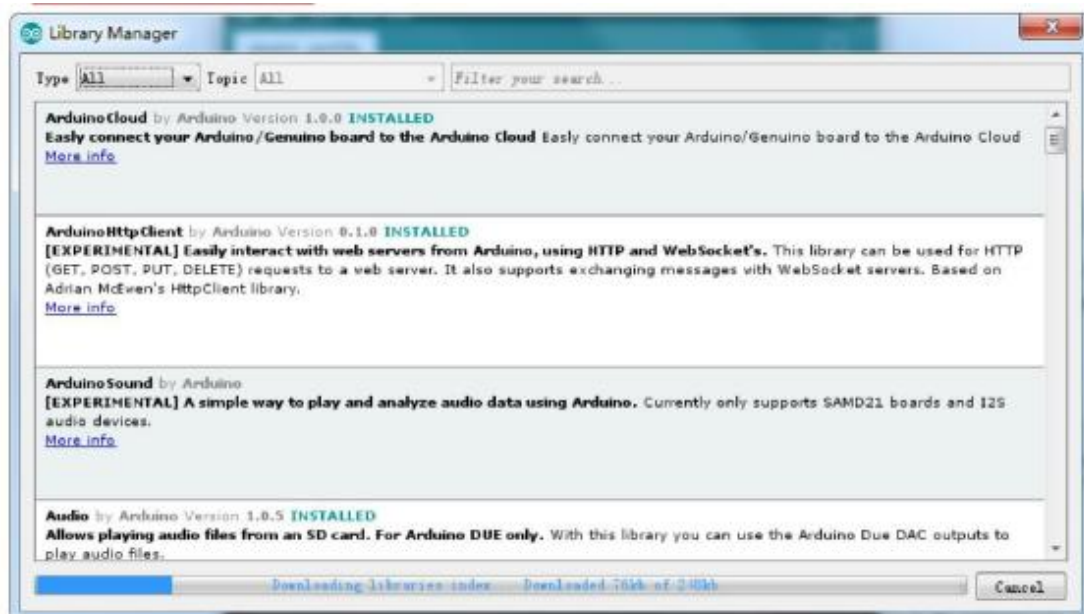 Library Manager
Type All Topic All Filter your search...
ArduinoCloud by Arduino Version 1.0.0 INSTALLED
Easly connect your Arduino/Genuino board to the Arduino Cloud Easly connect your Arduino/Genuino board to the Arduino Cloud
More info
ArduinoHttpClient by Arduino Version 0.1.0 INSTALLED
[EXPERIMENTAL] Easily interact with web servers from Arduino, using HTTP and WebSocket's. This library can be used for HTTP
(GET, POST, PUT, DELETE) requests to a web server. It also supports exchanging messages with WebSocket servers. Based on
Adrian McEwen's HttpClient library.
More info
ArduinoSound by Arduino
[EXPERIMENTAL] A simple way to play and analyze audio data using Arduino. Currently only supports SAMD21 boards and I2S
audio devices.
More info
Audio by Arduino Version 1.0.5 INSTALLED
Allows playing audio files from an SD card. For Arduino DUE only. With this library you can use the Arduino Due DAC outputs to
play audio files.
Downloading libraries index. Downloaded 76kb of 248kb Cancel